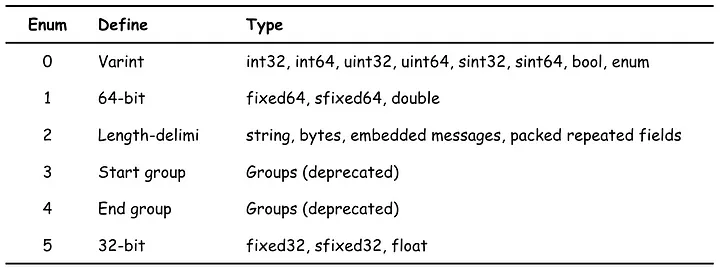 Enum Define Type
0 Varint int32, int64, uint32, uint64, sint32, sint64, bool, enum
1 64-bit fixed64, sfixed64, double
2 Length-delimi string, bytes, embedded messages, packed repeated fields
3 Start group Groups (deprecated)
4 End group Groups (deprecated)
5 32-bit fixed32, sfixed32, float